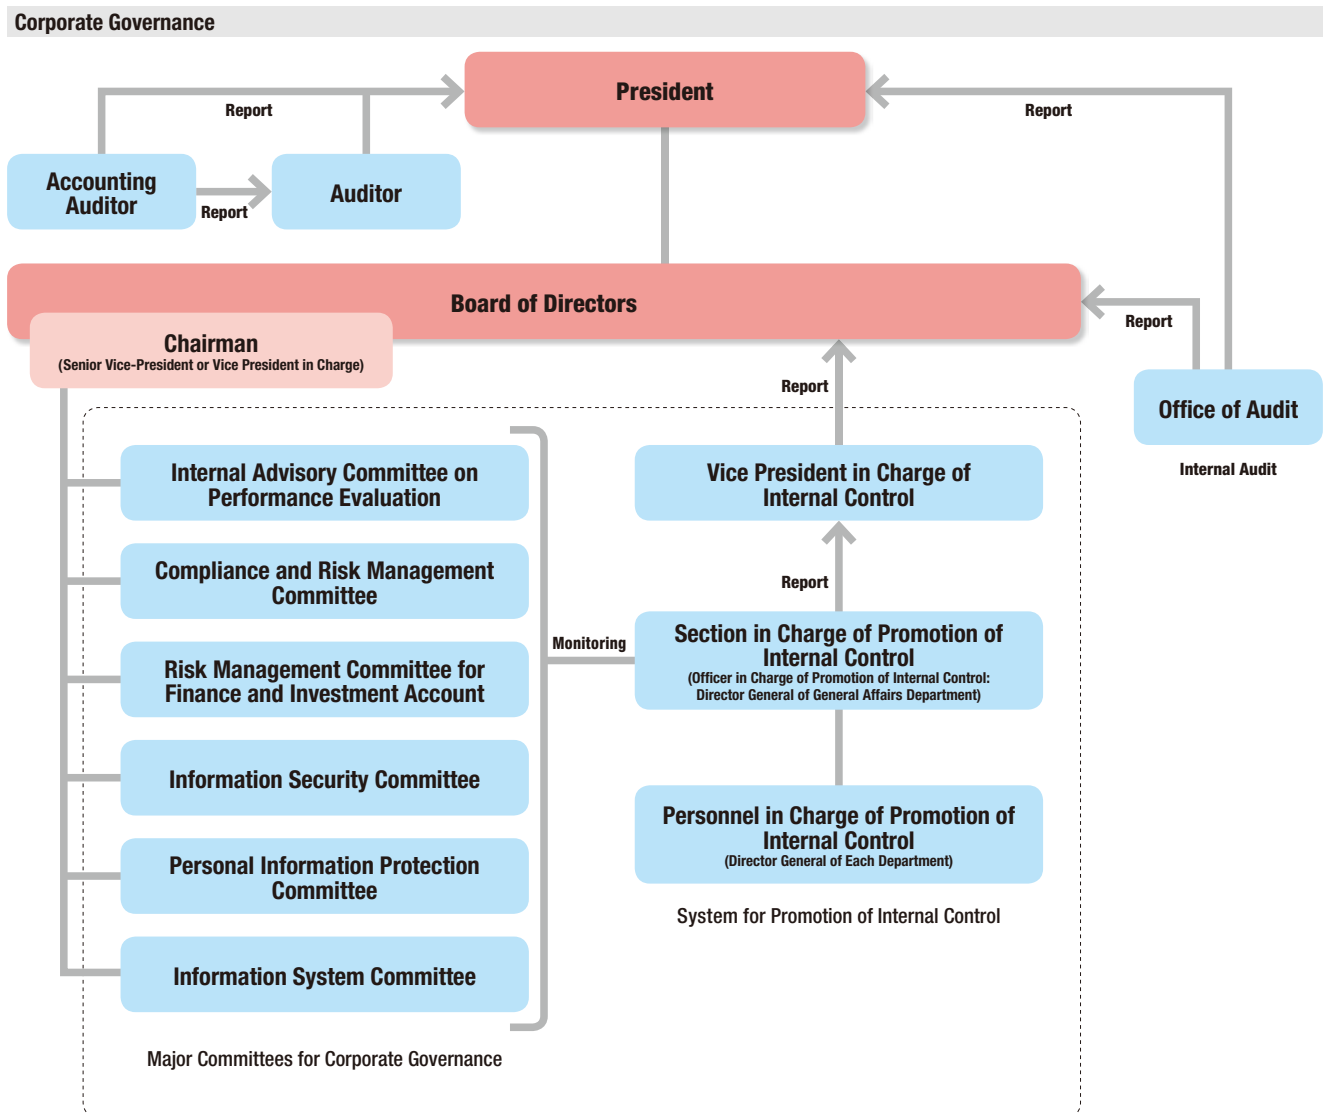 Corporate Governance
President
Report
Report
Accounting
Auditor
Report
Auditor
Board of Directors
Chairman
(Senior Vice-President or Vice President in Charge)
Report
Report
Office of Audit
Internal Audit
Internal Advisory Committee on
Performance Evaluation
Compliance and Risk Management
Committee
Risk Management Committee for
Finance and Investment Account
Information Security Committee
Personal Information Protection
Committee
Information System Committee
Major Committees for Corporate Governance
Monitoring
Vice President in Charge of
Internal Control
Report
Section in Charge of Promotion of
Internal Control
(Officer in Charge of Promotion of Internal Control:
Director General of General Affairs Department)
Personnel in Charge of Promotion of
Internal Control
(Director General of Each Department)
System for Promotion of Internal Control